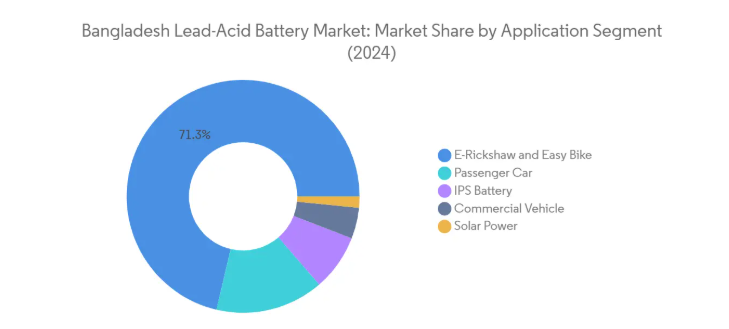 Bangladesh Lead-Acid Battery Market: Market Share by Application Segment
(2024)
71.3%
E-Rickshaw and Easy Bike
Passenger Car
IPS Battery
Commercial Vehicle
Solar Power